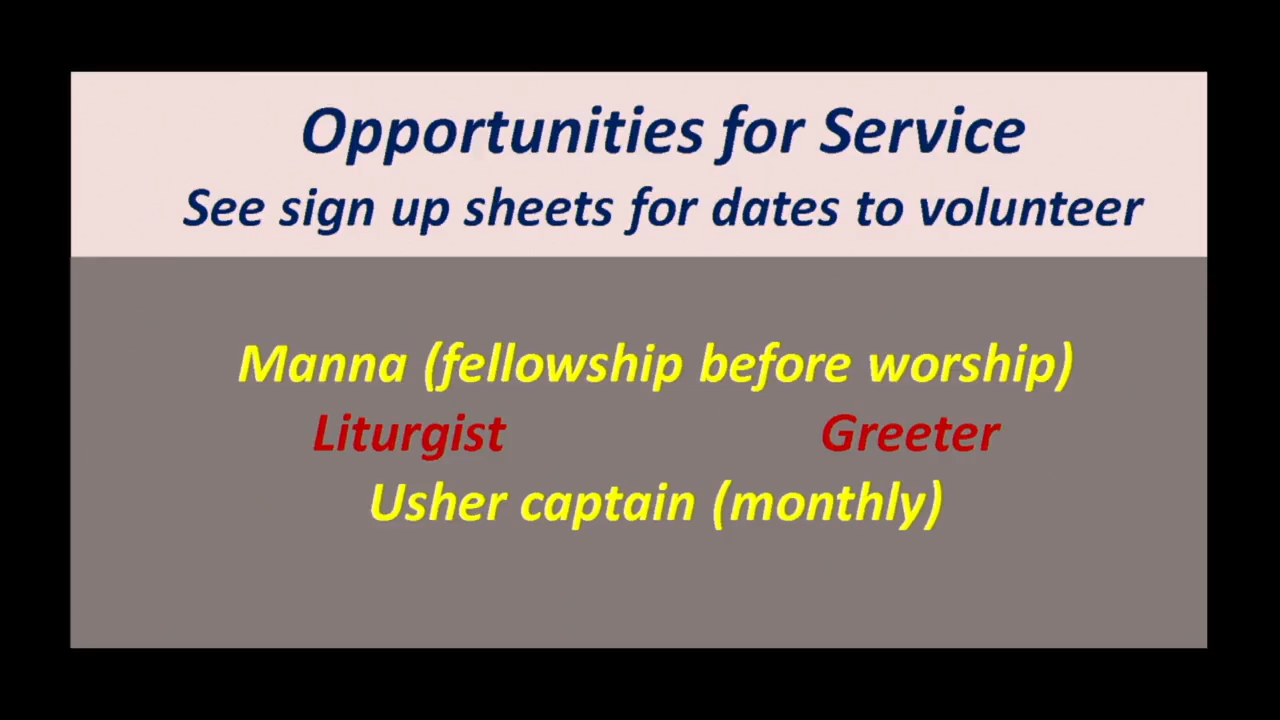 Opportunities for Service
See sign up sheets for dates to volunteer
Manna (fellowship before worship)
Liturgist Greeter
Usher captain (monthly)